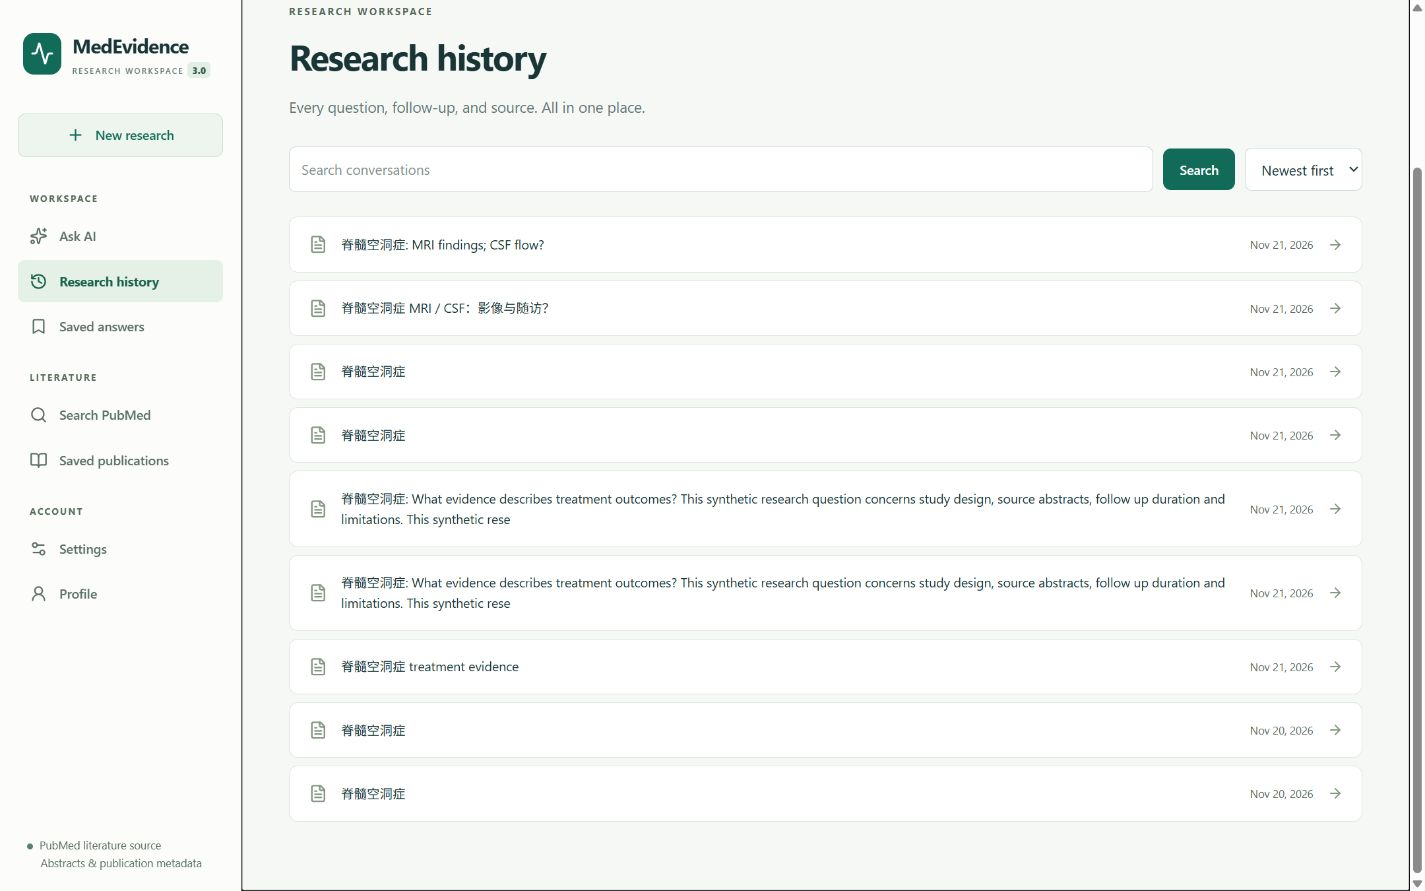 MedEvidence
RESEARCH WORKSPACE 3.0
New research
WORKSPACE
Ask AI
Research history
Saved answers
LITERATURE
Search PubMed
Saved publications
ACCOUNT
Settings
Profile
PubMed literature source
Abstracts & publication metadata
RESEARCH WORKSPACE
Research history
Every question, follow-up, and source. All in one place.
Search conversations
Search
Newest first
脊髓空洞症: MRI findings; CSF flow?
Nov 21, 2026
脊髓空洞症 MRI / CSF：影像与随访？
Nov 21, 2026
脊髓空洞症
Nov 21, 2026
脊髓空洞症
Nov 21, 2026
脊髓空洞症: What evidence describes treatment outcomes? This synthetic research question concerns study design, source abstracts, follow up duration and
limitations. This synthetic rese
Nov 21, 2026
脊髓空洞症: What evidence describes treatment outcomes? This synthetic research question concerns study design, source abstracts, follow up duration and
limitations. This synthetic rese
Nov 21, 2026
脊髓空洞症 treatment evidence
Nov 21, 2026
脊髓空洞症
Nov 20, 2026
脊髓空洞症
Nov 20, 2026